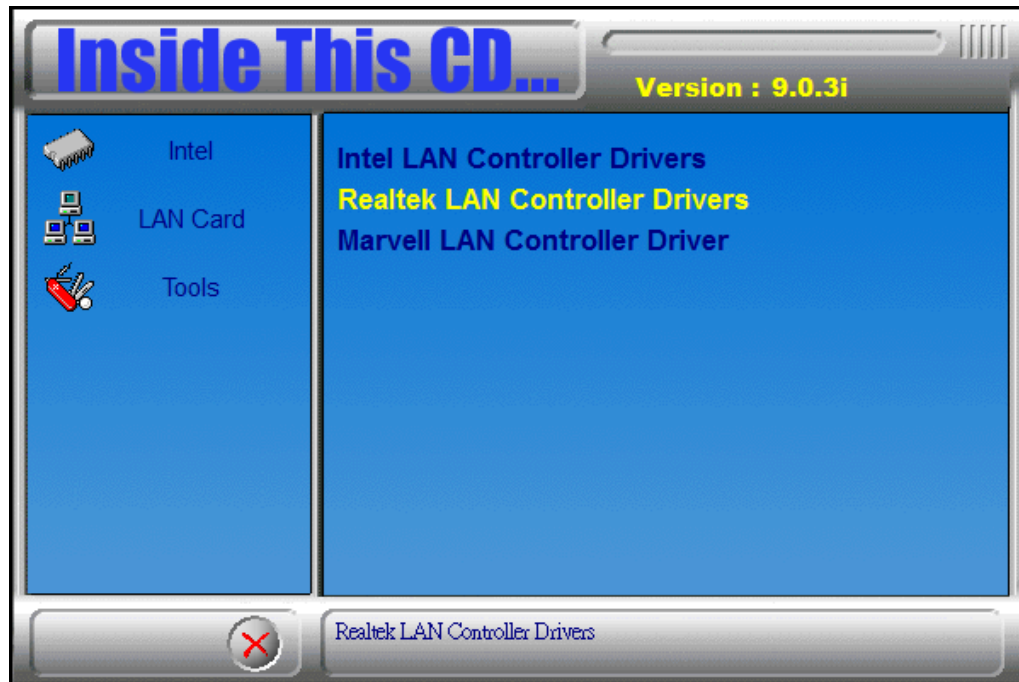 Inside This CD...
Version : 9.0.3i
Intel
LAN Card
Tools
Intel LAN Controller Drivers
Realtek LAN Controller Drivers
Marvell LAN Controller Driver
Realtek LAN Controller Drivers